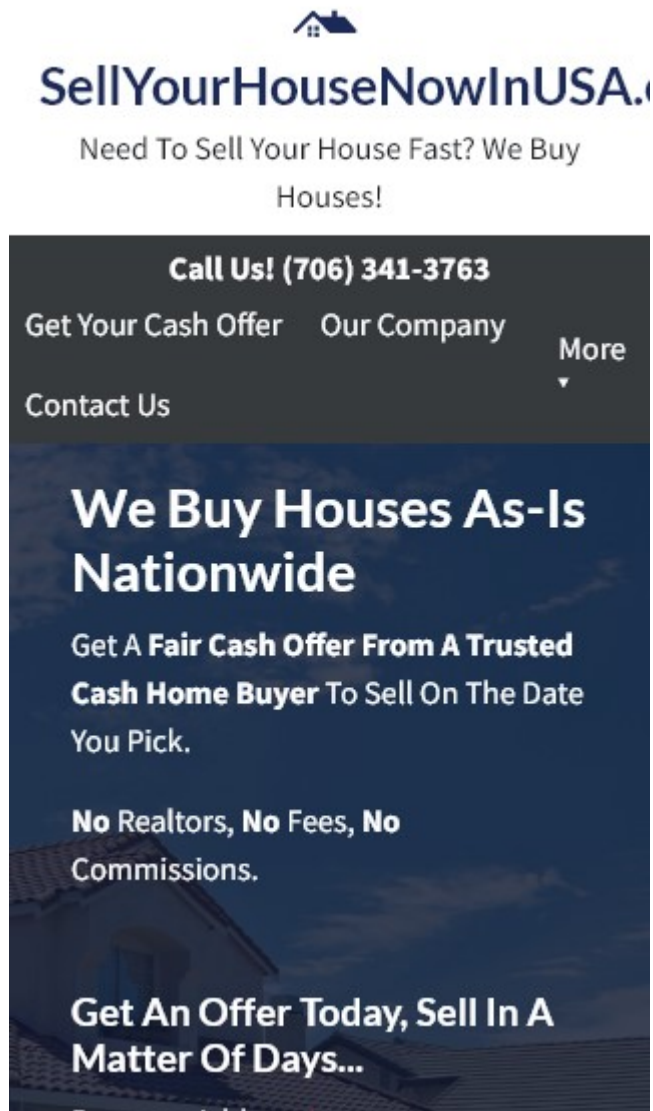 SellYourHouseNowInUSA.
Need To Sell Your House Fast? We Buy
Houses!
Call Us! (706) 341-3763
Get Your Cash Offer
Our Company
More
Contact Us
We Buy Houses As-Is
Nationwide
Get A Fair Cash Offer From A Trusted
Cash Home Buyer To Sell On The Date
You Pick.
No Realtors, No Fees, No
Commissions.
Get An Offer Today, Sell In A
Matter Of Days...